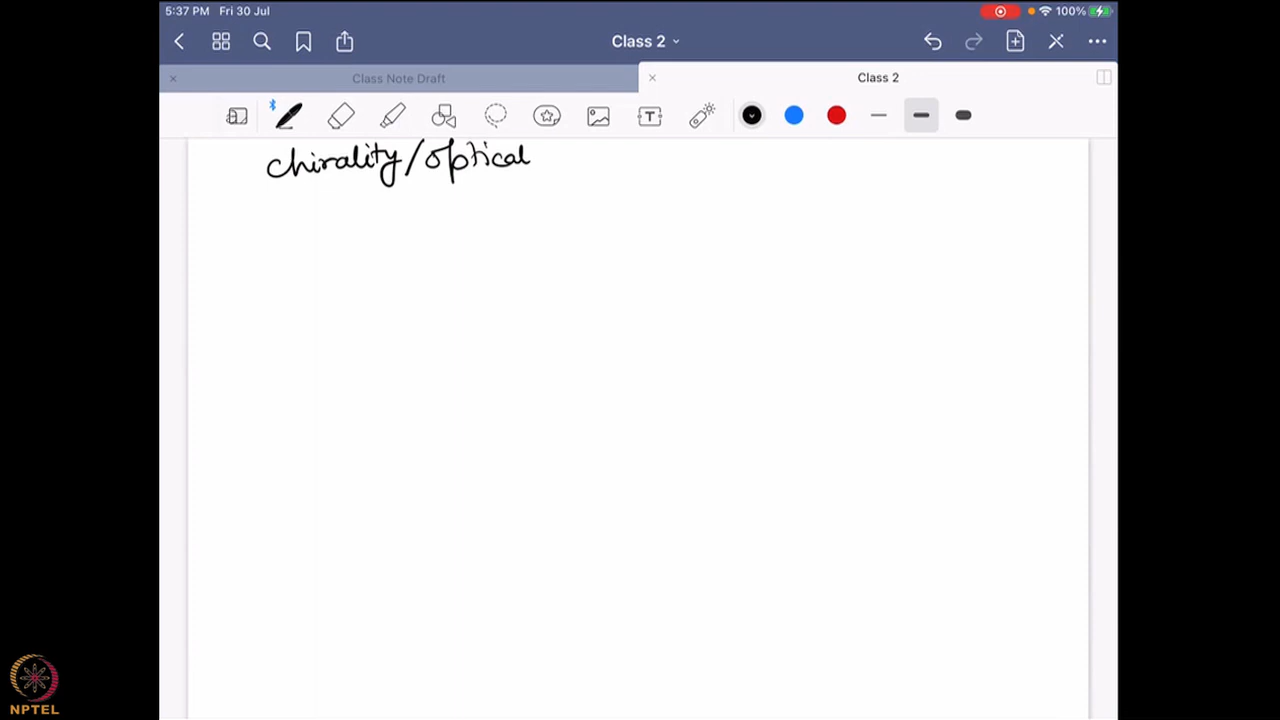 5:37 PM Fri 30 Jul
100%
Class 2
Class Note Draft
Class 2
T
chirality/optical
NPTEL